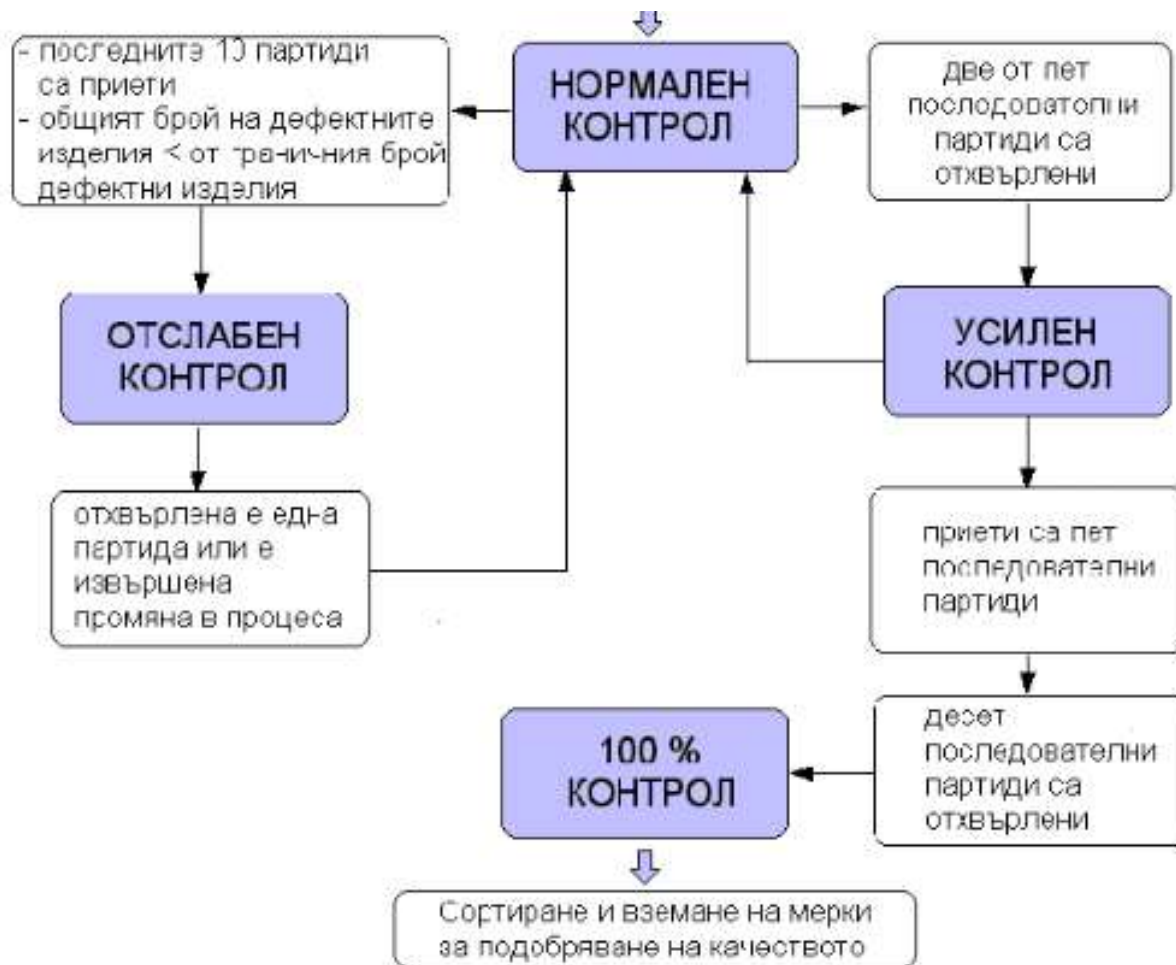 - последните 10 партиди
са приети
- общият брой на дефектните
изделия < от граничния брой
дефектни изделия
НОРМАЛЕН
КОНТРОЛ
две от пет
последователни
партиди са
отхвърлени
ОТСЛАБЕН
КОНТРОЛ
УСИЛЕН
КОНТРОЛ
отхвърлена е една
партида или е
извършена
промяна в процеса
приети са пет
последователни
партиди
100 %
КОНТРОЛ
десет
последователни
партиди са
отхвърлени
Сортиране и вземане на мерки
за подобряване на качеството